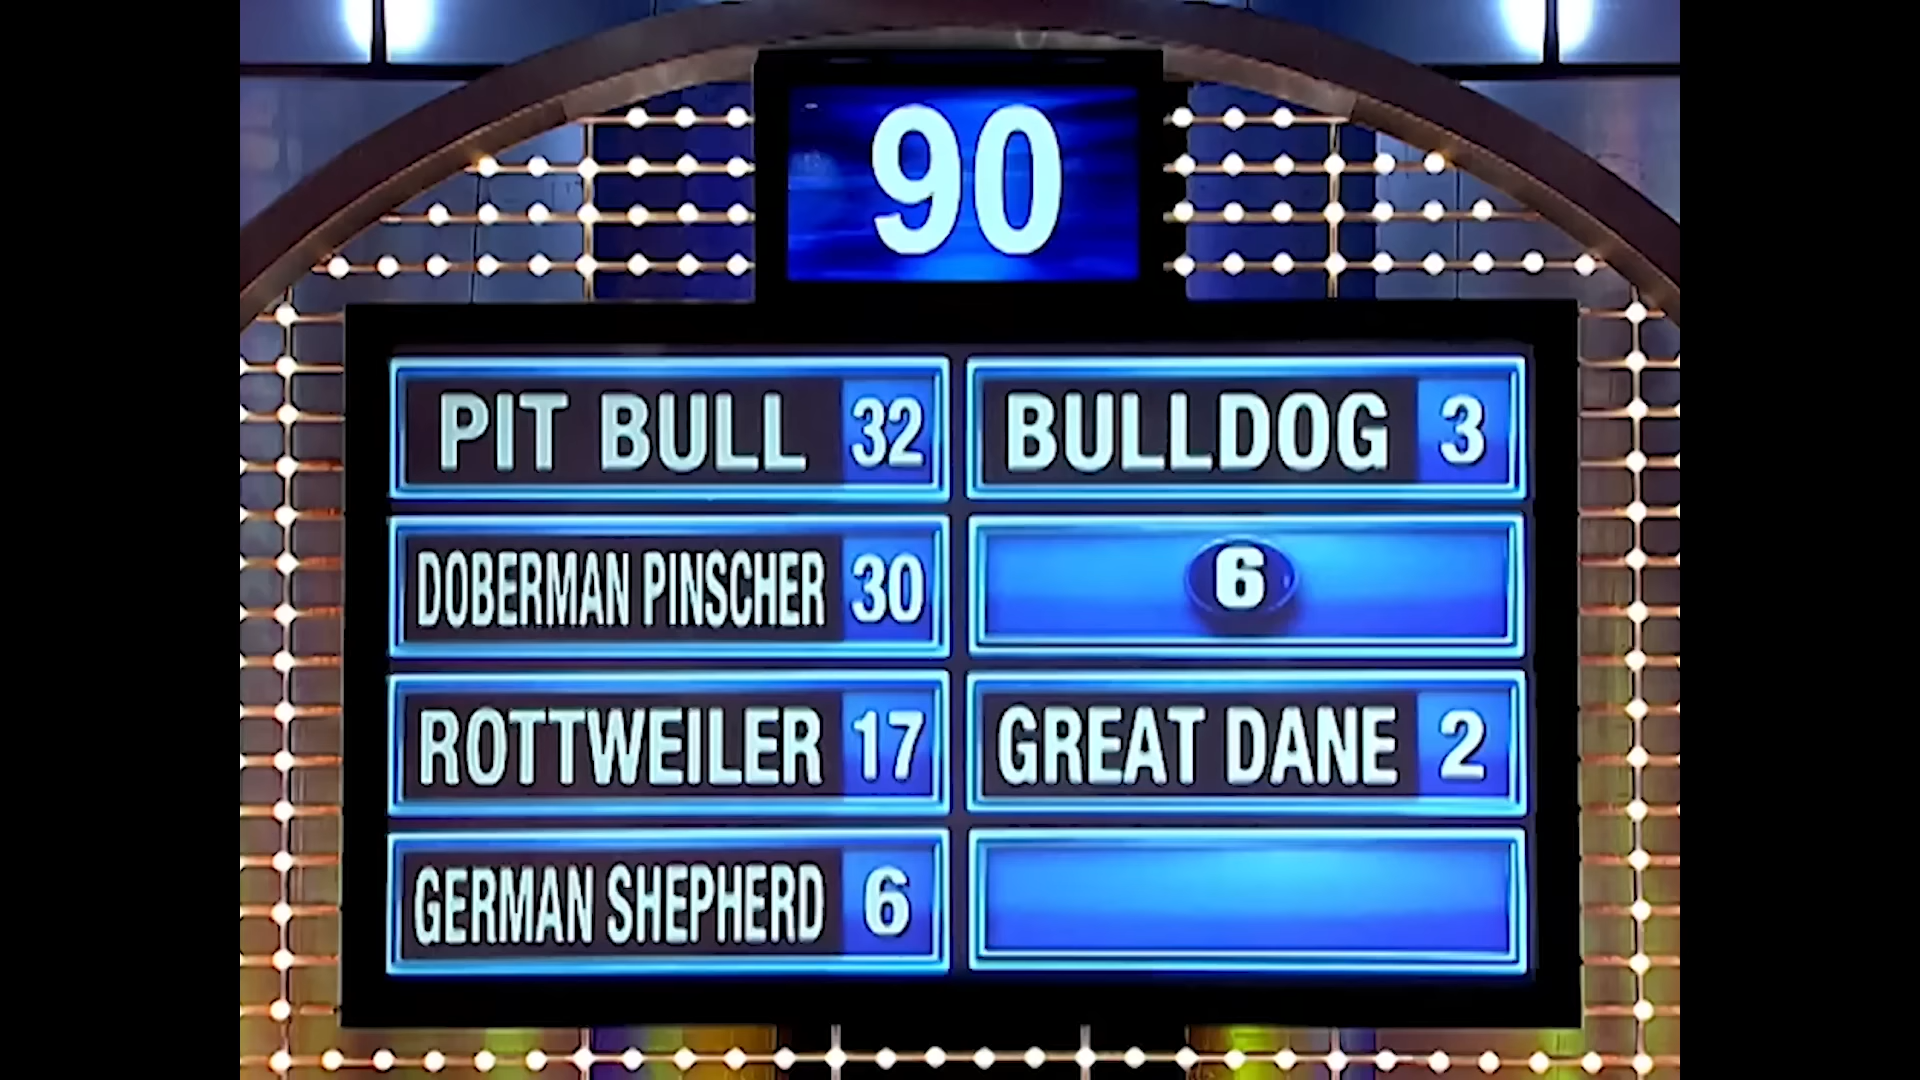 90
PIT BULL 32
DOBERMAN PINSCHER 30
ROTTWEILER 17
GERMAN SHEPHERD 6
BULLDOG 3
6
GREAT DANE 2